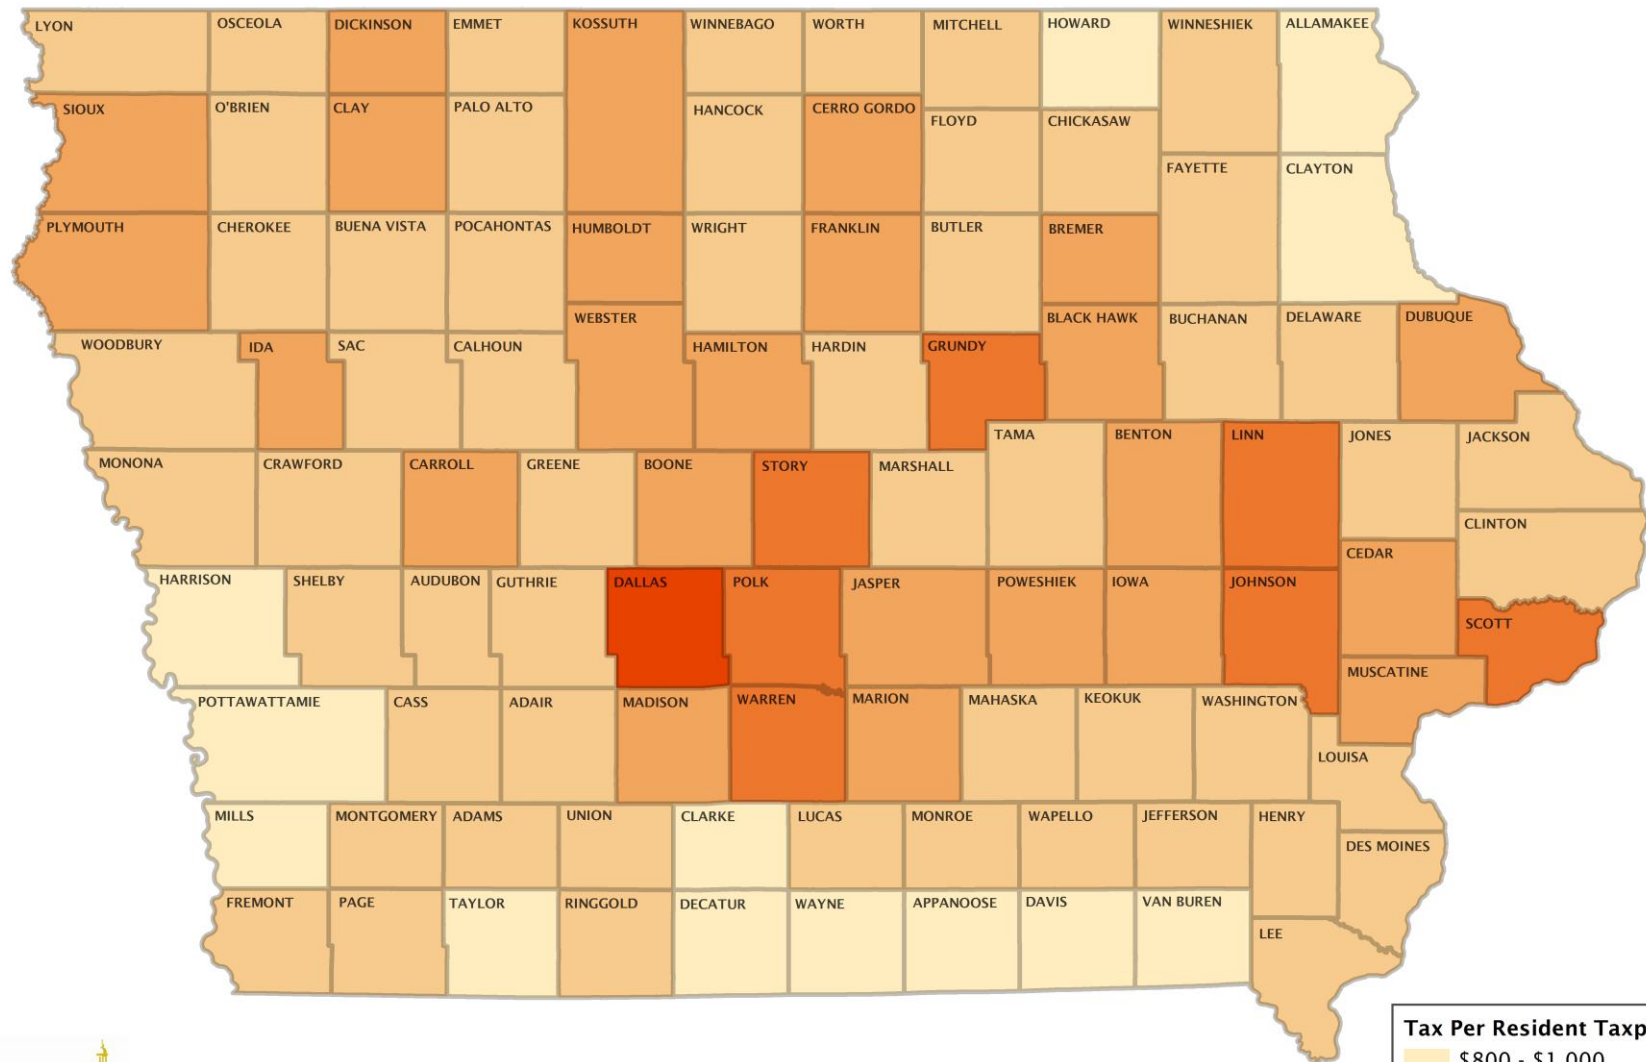 LYON
OSCEOLA
DICKINSON
EMMET
KOSSUTH
WINNEBAGO
WORTH
MITCHELL
HOWARD
WINNESHIEK
ALLAMAKEE
SIOUX
O'BRIEN
CLAY
PALO ALTO
HANCOCK
CERRO GORDO
FLOYD
CHICKASAW
FAYETTE
CLAYTON
PLYMOUTH
CHEROKEE
BUENA VISTA
POCAHONTAS
HUMBOLDT
WRIGHT
FRANKLIN
BUTLER
BREMER
WOODBURY
IDA
SAC
CALHOUN
WEBSTER
HAMILTON
HARDIN
GRUNDY
BLACK HAWK
BUCHANAN
DELAWARE
DUBUQUE
MONONA
CRAWFORD
CARROLL
GREENE
BOONE
STORY
MARSHALL
TAMA
BENTON
LINN
JONES
JACKSON
CLINTON
CEDAR
HARRISON
SHELBY
AUDUBON
GUTHRIE
DALLAS
POLK
JASPER
POWESHIEK
IOWA
JOHNSON
SCOTT
MUSCATINE
POTTAWATTAMIE
CASS
ADAIR
MADISON
WARREN
MARION
MAHASKA
KEOKUK
WASHINGTON
LOUISA
MILLS
MONTGOMERY
ADAMS
UNION
CLARKE
LUCAS
MONROE
WAPELLO
JEFFERSON
HENRY
DES MOINES
FREMONT
PAGE
TAYLOR
RINGGOLD
DECATUR
WAYNE
APPANOOSE
DAVIS
VAN BUREN
LEE
Tax Per Resident Taxp
$800 - $1,000